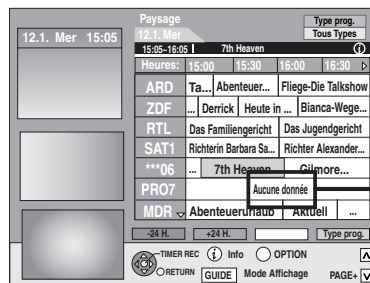 Paysage
Type prog.
12.1. Mer 15:05
12.1. Mer
Tous Types
15:05~16:05 7th Heaven
Heures: 15:00 15:30 16:00 16:30
ARD Ta... Abenteuer... Fliege-Die Talkshow
ZDF ... Derrick Heute in ... Bianca-Wege...
RTL Das Familiengericht Das Jugendgericht
SAT1 Richterin Barbara Sa... Richter Alexander...
***06 ... 7th Heaven Gilmore...
PRO7 Aucune donnée
MDR Abenteuerurlaub Aktuell ...
-24 H. +24 H. Type prog.
TIMER REC i Info OPTION
RETURN GUIDE Mode Affichage PAGE+